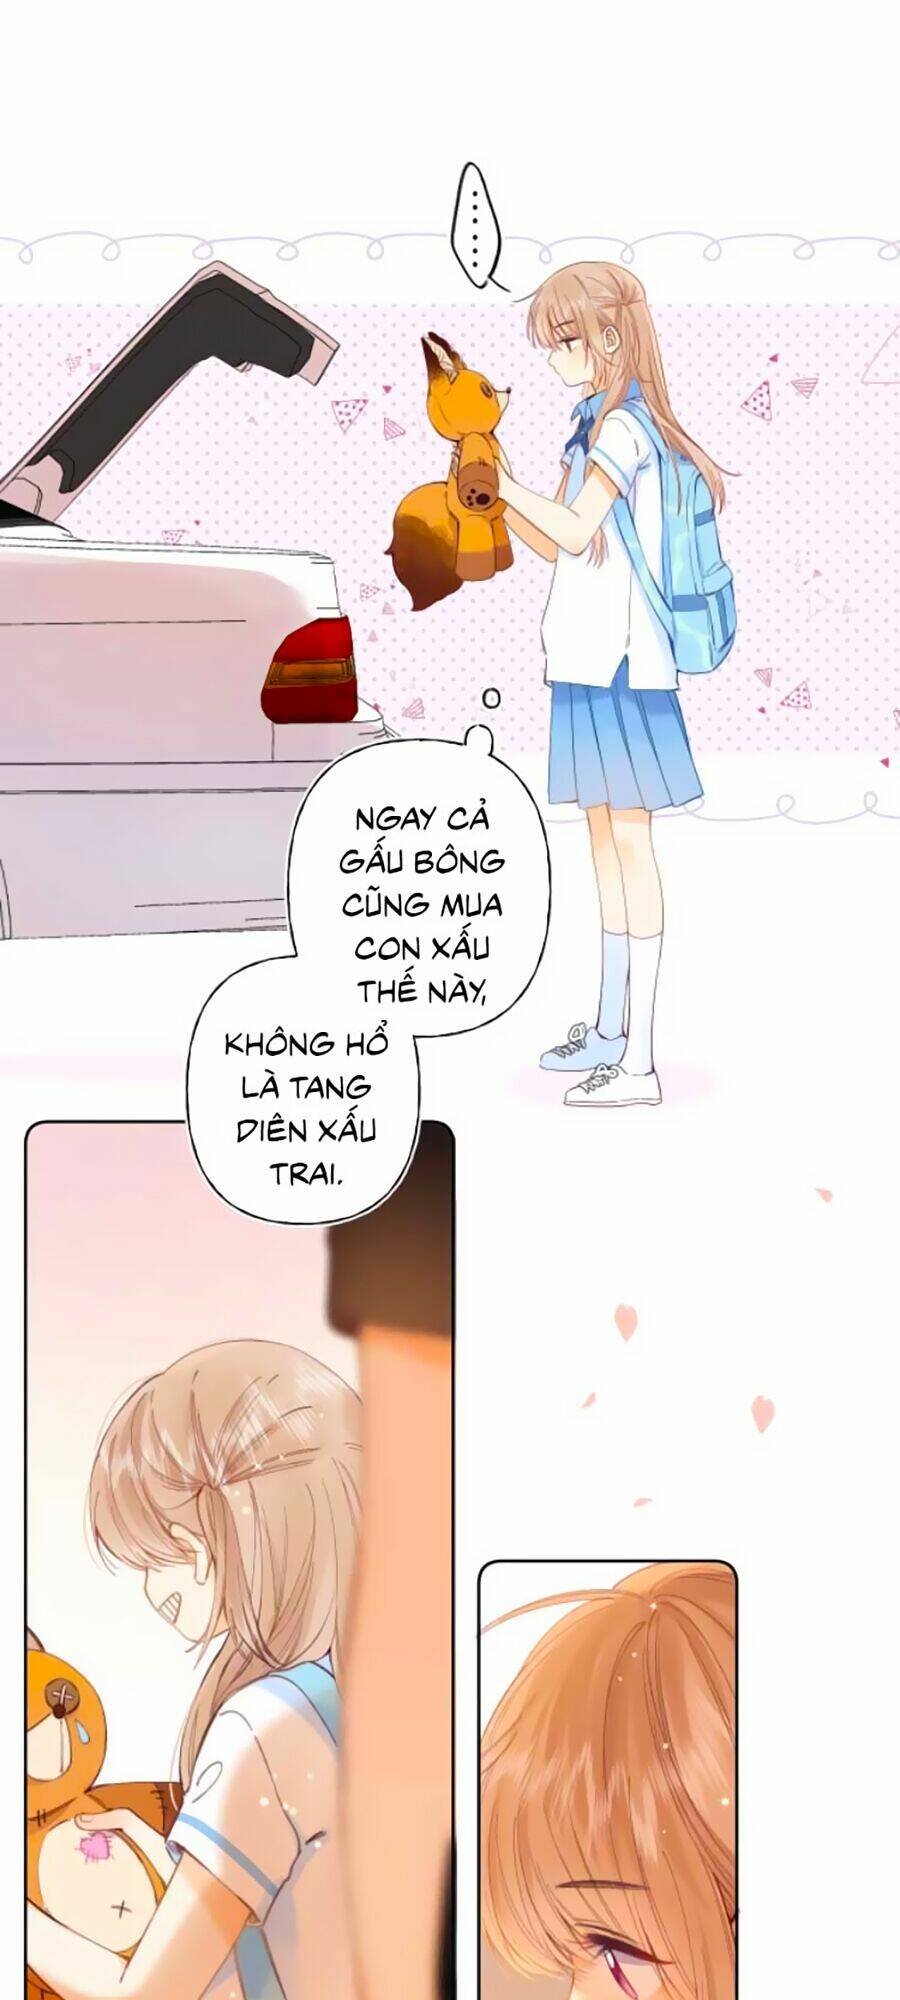 ......
NGAY CẢ
GẤU BÔNG
CŨNG MUA
CON XẤU
THẾ NÀY,
KHÔNG HỔ
LÀ TANG
DIÊN XẤU
TRAI.